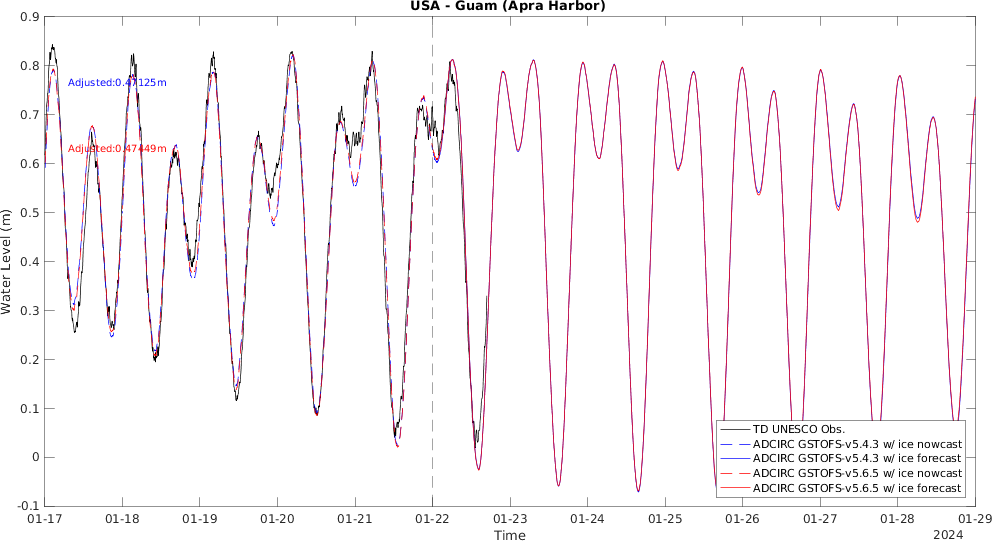 USA - Guam (Apra Harbor)
0.9
0.8
0.7
0.6
0.5
0.4
0.3
0.2
0.1
0
-0.1
Water Level (m)
Adjusted:0.47125m
Adjusted:0.47449m
TD UNESCO Obs.
ADCIRC GSTOFS-v5.4.3 w/ ice nowcast
ADCIRC GSTOFS-v5.4.3 w/ ice forecast
ADCIRC GSTOFS-v5.6.5 w/ ice nowcast
ADCIRC GSTOFS-v5.6.5 w/ ice forecast
01-17 01-18 01-19 01-20 01-21 01-22 01-23 01-24 01-25 01-26 01-27 01-28 01-29
Time
2024